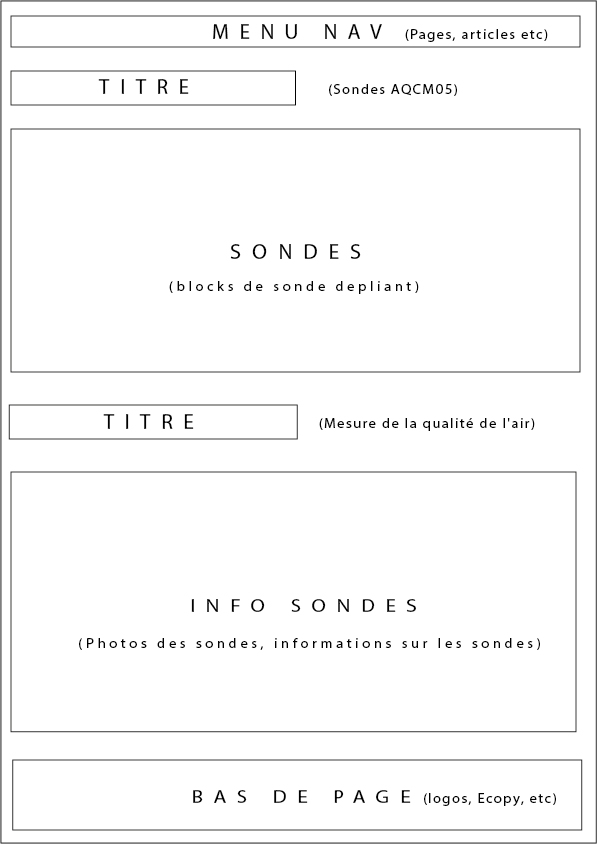 MENU NAV (Pages, articles etc)
TITRE (Sondes AQCM05)
SONDES
(blocks de sonde depliant)
TITRE (Mesure de la qualité de l'air)
INFO SONDES
(Photos des sondes, informations sur les sondes)
BAS DE PAGE (logos, Ecopy, etc)